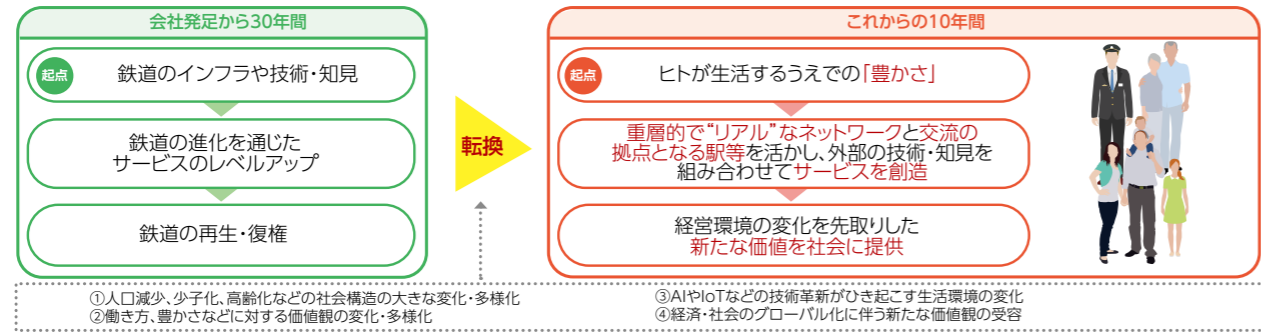 会社発足から30年間
起点
鉄道のインフラや技術・知見
鉄道の進化を通じた
サービスのレベルアップ
鉄道の再生・復権
転換
これからの10年間
起点
ヒトが生活するうえでの「豊かさ」
重層的で“リアル”なネットワークと交流の
拠点となる駅等を活かし、外部の技術・知見を
組み合わせてサービスを創造
経営環境の変化を先取りした
新たな価値を社会に提供
①人口減少、少子化、高齢化などの社会構造の大きな変化・多様化
②働き方、豊かさなどに対する価値観の変化・多様化
③AIやIoTなどの技術革新がひき起こす生活環境の変化
④経済・社会のグローバル化に伴う新たな価値観の受容